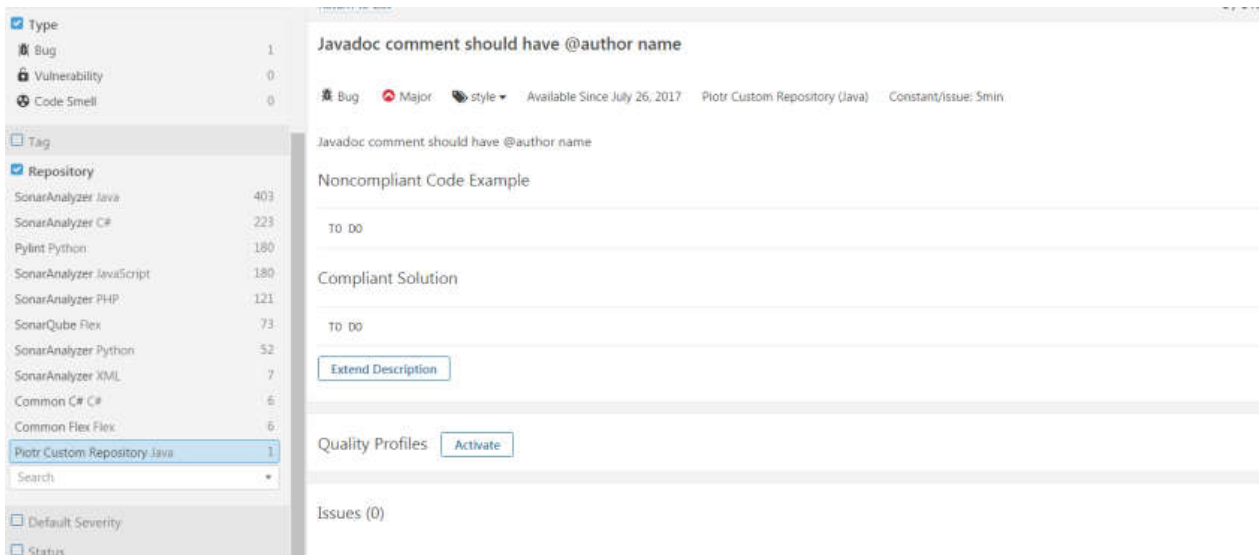 Type
Bug 1
Vulnerability 0
Code Smell 0
Tag
Repository
SonarAnalyzer Java 403
SonarAnalyzer C# 223
Pylint Python 180
SonarAnalyzer JavaScript 180
SonarAnalyzer PHP 121
SonarQube Flex 73
SonarAnalyzer Python 52
SonarAnalyzer XML 7
Common C# C# 6
Common Flex Flex 6
Piotr Custom Repository Java 1
Search
Default Severity
Status
Javadoc comment should have @author name
Bug Major style Available Since July 26, 2017 Piotr Custom Repository (Java) Constant/issue: 5min
Javadoc comment should have @author name
Noncompliant Code Example
TO DO
Compliant Solution
TO DO
Extend Description
Quality Profiles Activate
Issues (0)